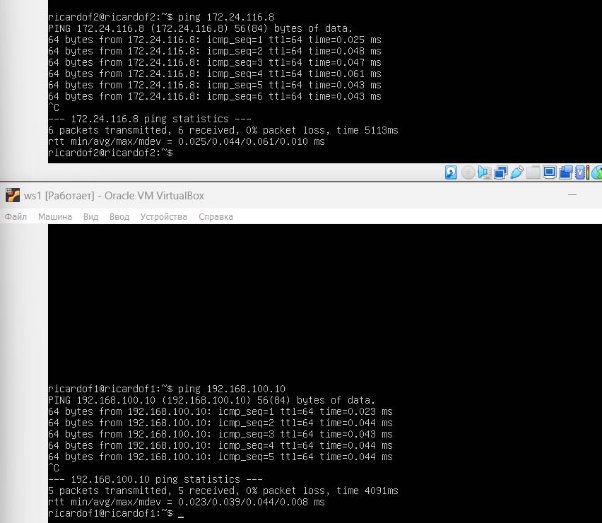 ricardof2@ricardof2:~$ ping 172.24.116.8
PING 172.24.116.8 (172.24.116.8) 56(84) bytes of data.
64 bytes from 172.24.116.8: icmp_seq=1 ttl=64 time=0.025 ms
64 bytes from 172.24.116.8: icmp_seq=2 ttl=64 time=0.048 ms
64 bytes from 172.24.116.8: icmp_seq=3 ttl=64 time=0.047 ms
64 bytes from 172.24.116.8: icmp_seq=4 ttl=64 time=0.061 ms
64 bytes from 172.24.116.8: icmp_seq=5 ttl=64 time=0.043 ms
64 bytes from 172.24.116.8: icmp_seq=6 ttl=64 time=0.043 ms
^C
--- 172.24.116.8 ping statistics ---
6 packets transmitted, 6 received, 0% packet loss, time 5113ms
rtt min/avg/max/mdev = 0.025/0.044/0.061/0.010 ms
ricardof2@ricardof2:~$
ws1 [Работает] - Oracle VM VirtualBox
Файл Машина Вид Ввод Устройства Справка
ricardof1@ricardof1:~$ ping 192.168.100.10
PING 192.168.100.10 (192.168.100.10) 56(84) bytes of data.
64 bytes from 192.168.100.10: icmp_seq=1 ttl=64 time=0.023 ms
64 bytes from 192.168.100.10: icmp_seq=2 ttl=64 time=0.044 ms
64 bytes from 192.168.100.10: icmp_seq=3 ttl=64 time=0.043 ms
64 bytes from 192.168.100.10: icmp_seq=4 ttl=64 time=0.044 ms
64 bytes from 192.168.100.10: icmp_seq=5 ttl=64 time=0.044 ms
^C
--- 192.168.100.10 ping statistics ---
5 packets transmitted, 5 received, 0% packet loss, time 4091ms
rtt min/avg/max/mdev = 0.023/0.039/0.044/0.008 ms
ricardof1@ricardof1:~$ _